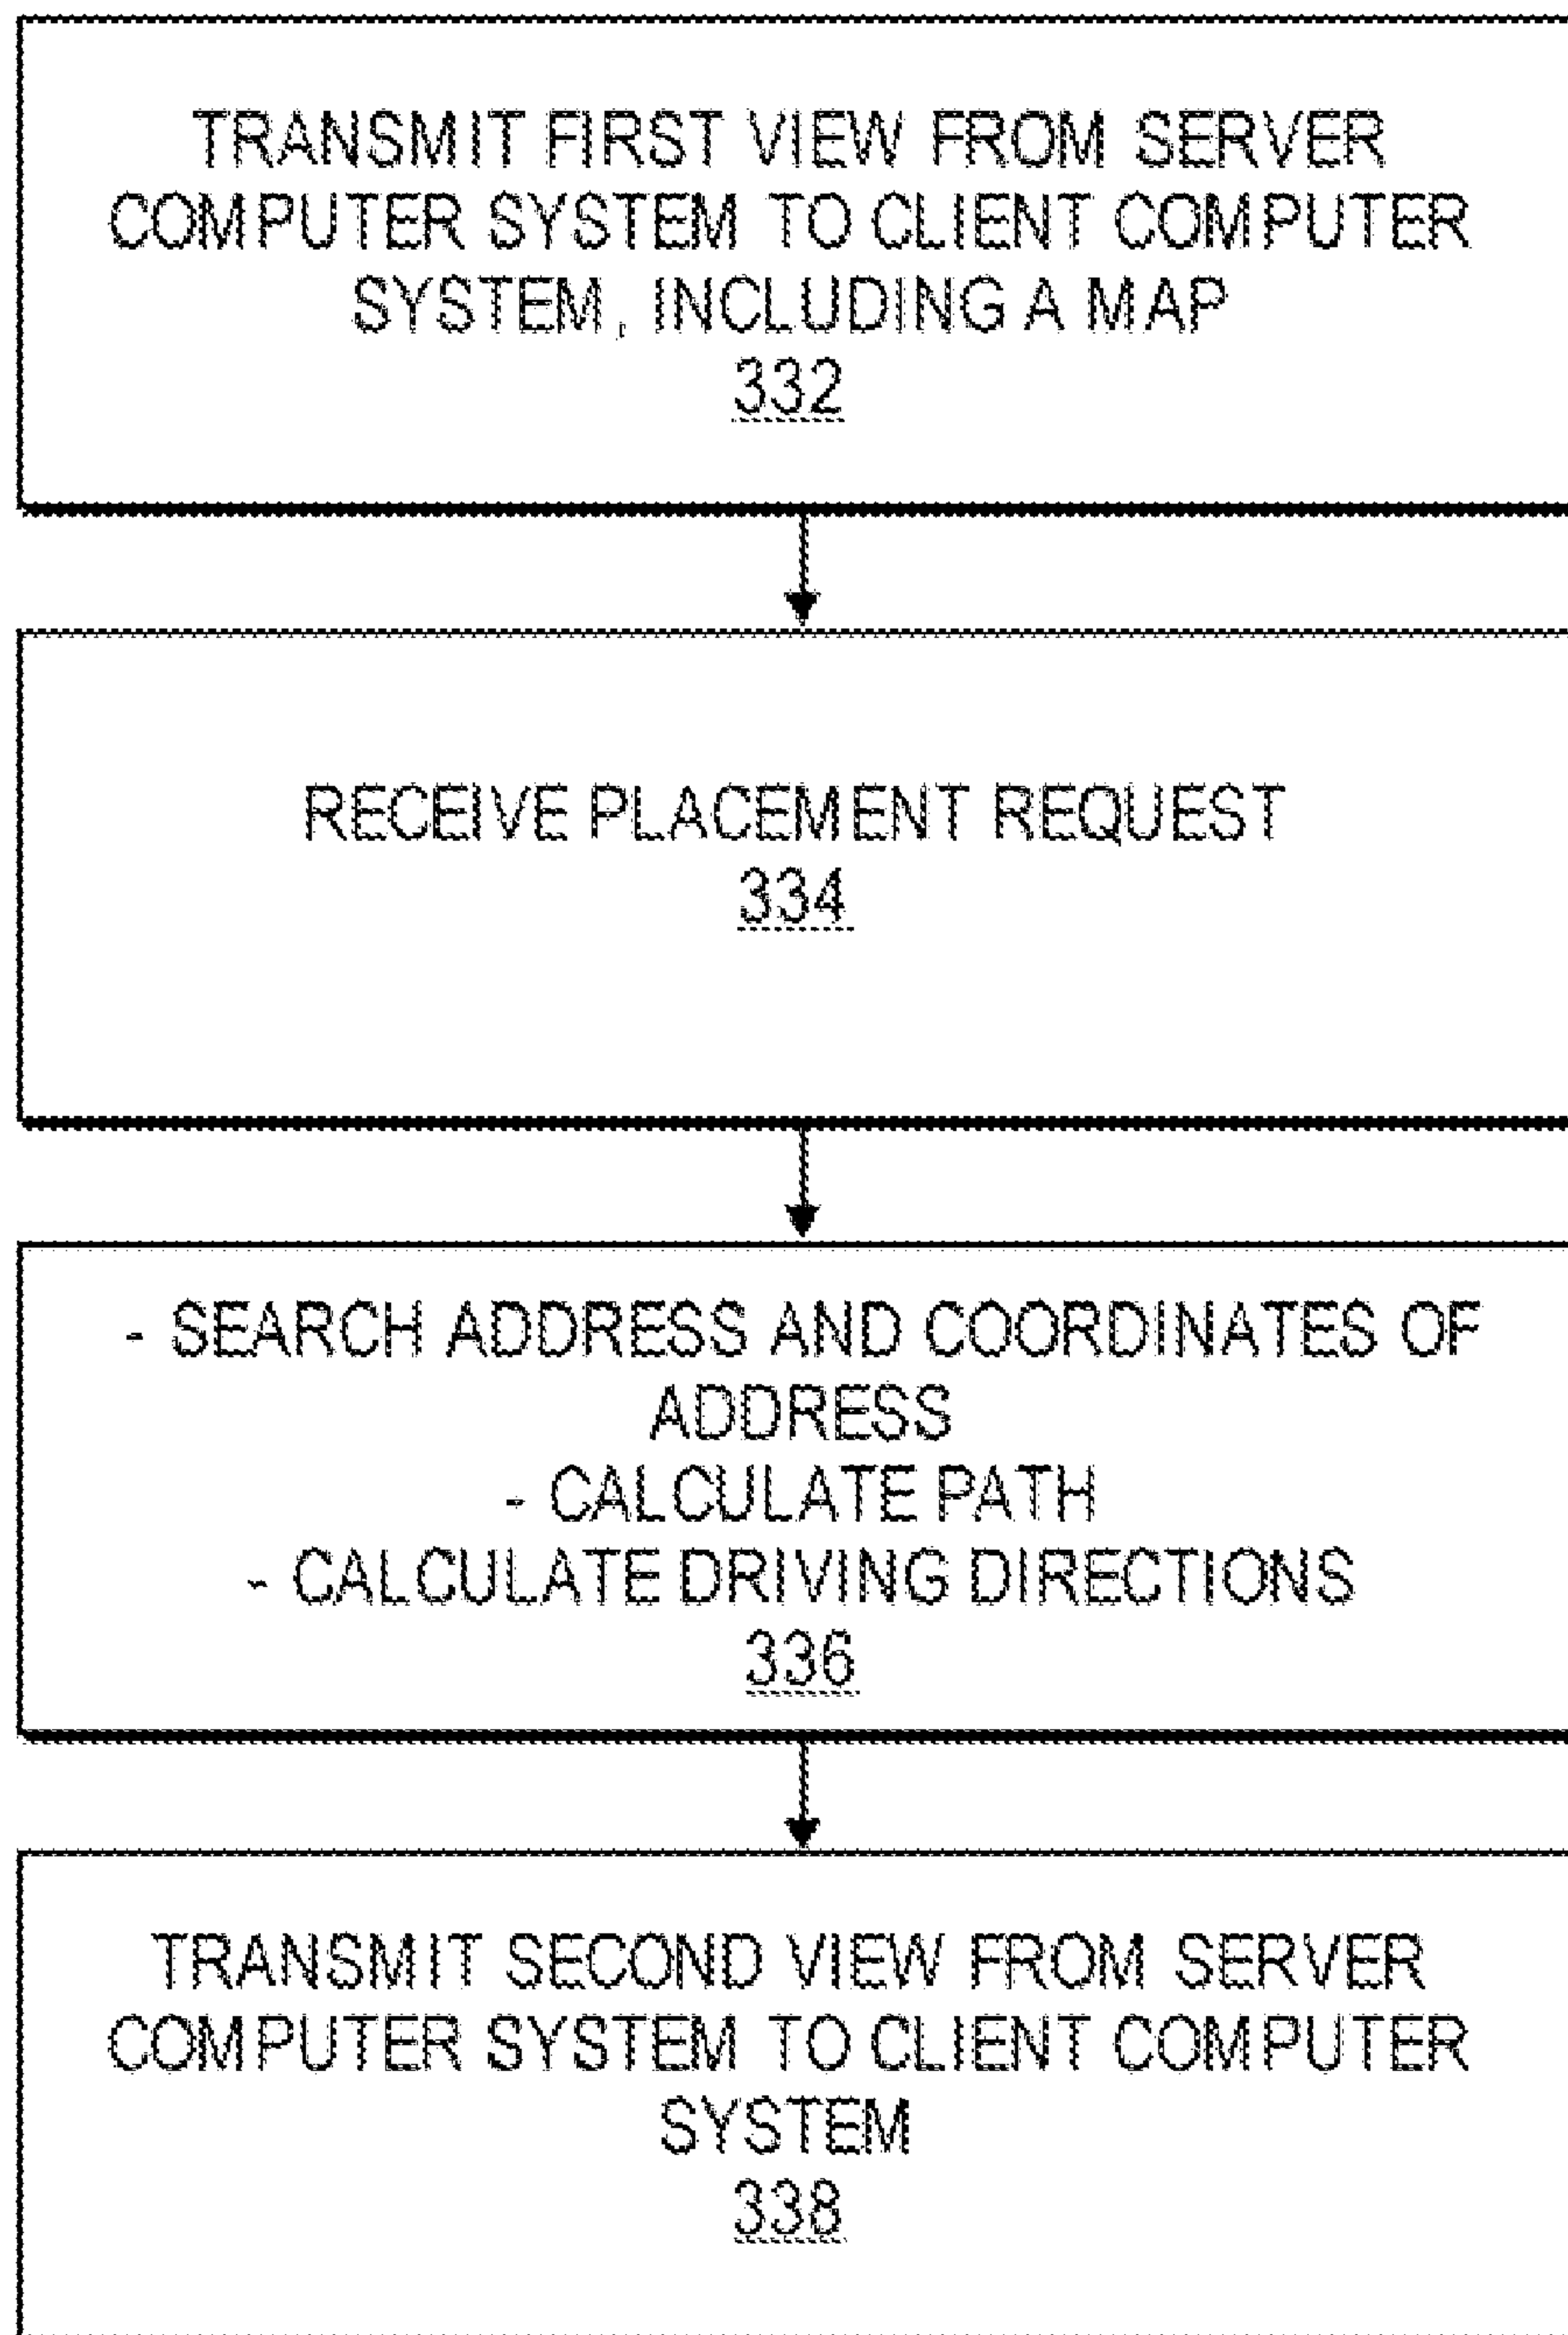 TRANSMIT FIRST VIEW FROM SERVER
COMPUTER SYSTEM TO CLIENT COMPUTER
SYSTEM, INCLUDING A MAP
332
RECEIVE PLACEMENT REQUEST
334
- SEARCH ADDRESS AND COORDINATES OF
ADDRESS
- CALCULATE PATH
- CALCULATE DRIVING DIRECTIONS
336
TRANSMIT SECOND VIEW FROM SERVER
COMPUTER SYSTEM TO CLIENT COMPUTER
SYSTEM
338